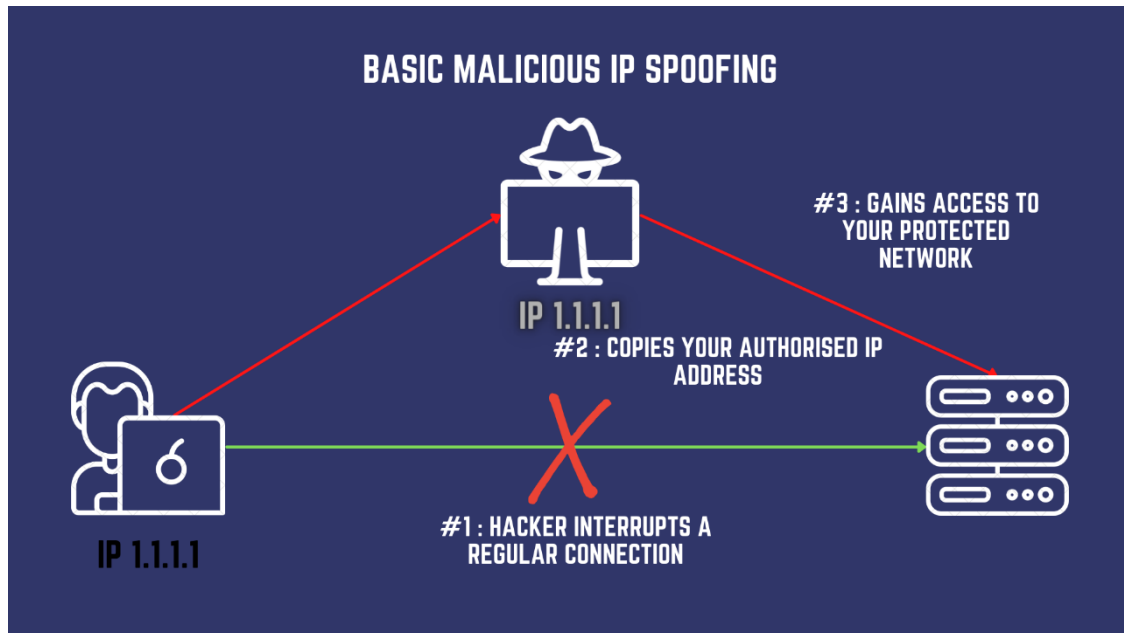 BASIC MALICIOUS IP SPOOFING
#3 : GAINS ACCESS TO
YOUR PROTECTED
NETWORK
IP 1.1.1.1
#2 : COPIES YOUR AUTHORISED IP
ADDRESS
#1 : HACKER INTERRUPTS A
REGULAR CONNECTION
IP 1.1.1.1